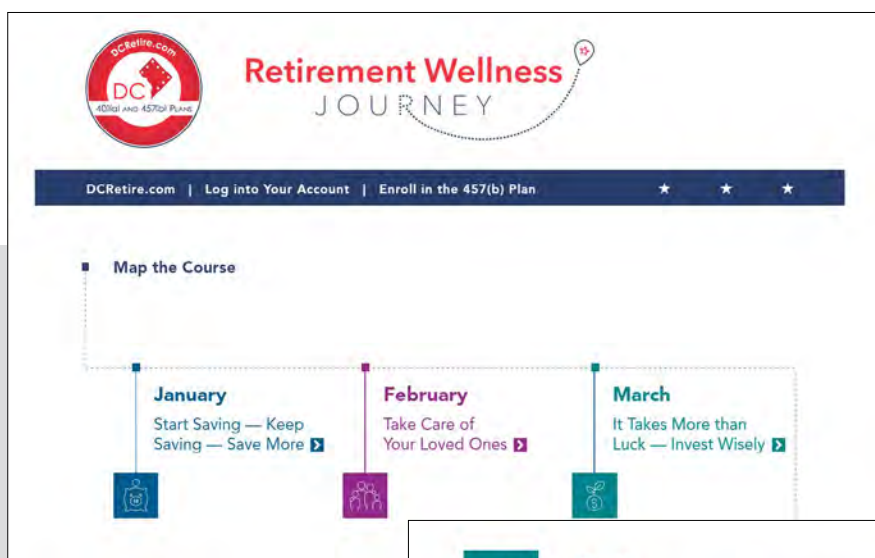 DCRetire.com
DC
401(a) AND 457(b) PLANS
Retirement Wellness
JOURNEY
DCRetire.com | Log into Your Account | Enroll in the 457(b) Plan
Map the Course
January
Start Saving — Keep
Saving — Save More
February
Take Care of
Your Loved Ones
March
It Takes More than
Luck — Invest Wisely
$